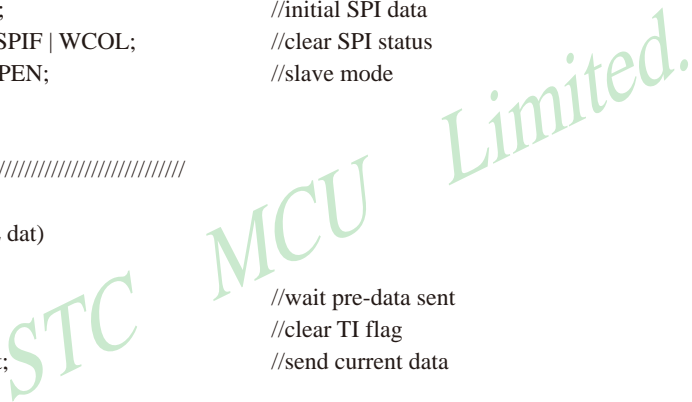 ; //initial SPI data
SPIF | WCOL; //clear SPI status
PEN; //slave mode
////////////////////////////
dat)
//wait pre-data sent
//clear TI flag
; //send current data
STC MCU Limited.